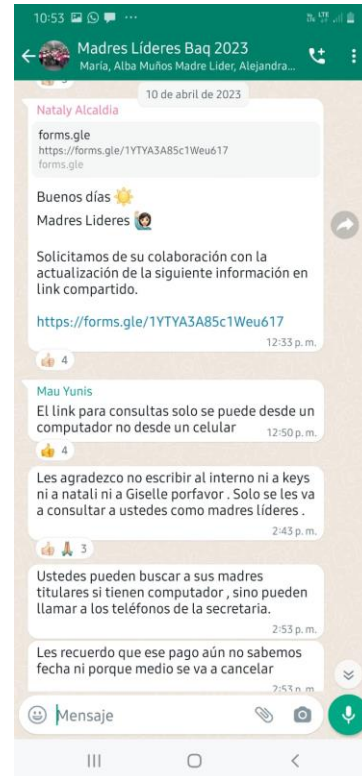 10:53
LTE
Madres Líderes Baq 2023
María, Alba Muños Madre Lider, Alejandra...
10 de abril de 2023
Nataly Alcaldia
forms.gle
https://forms.gle/1YTYA3A85c1Weu617
forms.gle
Buenos días
Madres Lideres
Solicitamos de su colaboración con la
actualización de la siguiente información en
link compartido.
https://forms.gle/1YTYA3A85c1Weu617
12:33 p. m.
4
Mau Yunis
El link para consultas solo se puede desde un
computador no desde un celular
12:50 p. m.
4
Les agradezco no escribir al interno ni a keys
ni a natali ni a Giselle porfavor . Solo se les va
a consultar a ustedes como madres líderes .
2:43 p. m.
3
Ustedes pueden buscar a sus madres
titulares si tienen computador , sino pueden
llamar a los teléfonos de la secretaria.
2:53 p. m.
Les recuerdo que ese pago aún no sabemos
fecha ni porque medio se va a cancelar
2:53 p. m.
Mensaje